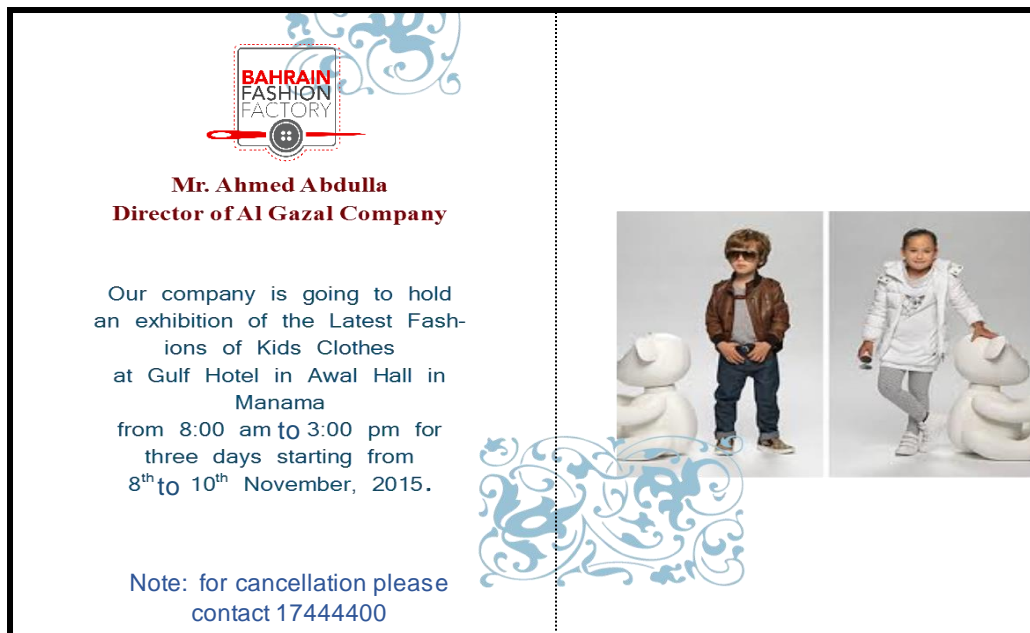 BAHRAIN
FASHION
FACTORY
Mr. Ahmed Abdulla
Director of Al Gazal Company
Our company is going to hold
an exhibition of the Latest Fash-
ions of Kids Clothes
at Gulf Hotel in Awal Hall in
Manama
from 8:00 am to 3:00 pm for
three days starting from
8th to 10th November, 2015.
Note: for cancellation please
contact 17444400